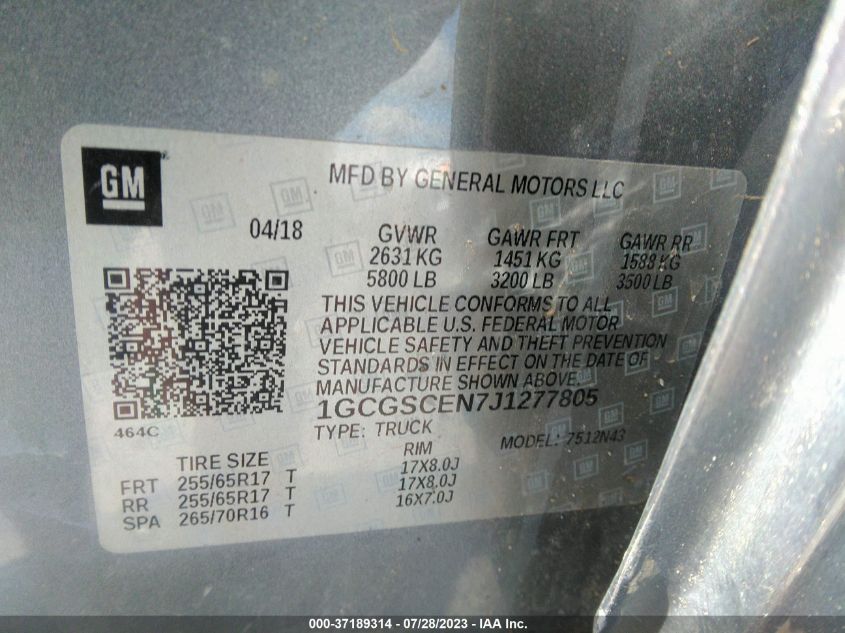 GM
MFD BY GENERAL MOTORS LLC
04/18
GVWR GAWR FRT GAWR RR
2631 KG 1451 KG 1588 KG
5800 LB 3200 LB 3500 LB
THIS VEHICLE CONFORMS TO ALL
APPLICABLE U.S. FEDERAL MOTOR
VEHICLE SAFETY AND THEFT PREVENTION
STANDARDS IN EFFECT ON THE DATE OF
MANUFACTURE SHOWN ABOVE.
1GCGSCEN7J1277805
464C
TYPE: TRUCK MODEL: 7512N43
TIRE SIZE RIM
FRT 255/65R17 T 17X8.0J
RR 255/65R17 T 17X8.0J
SPA 265/70R16 T 16X7.0J
000-37189314 / 07/28/2023 - IAA Inc.